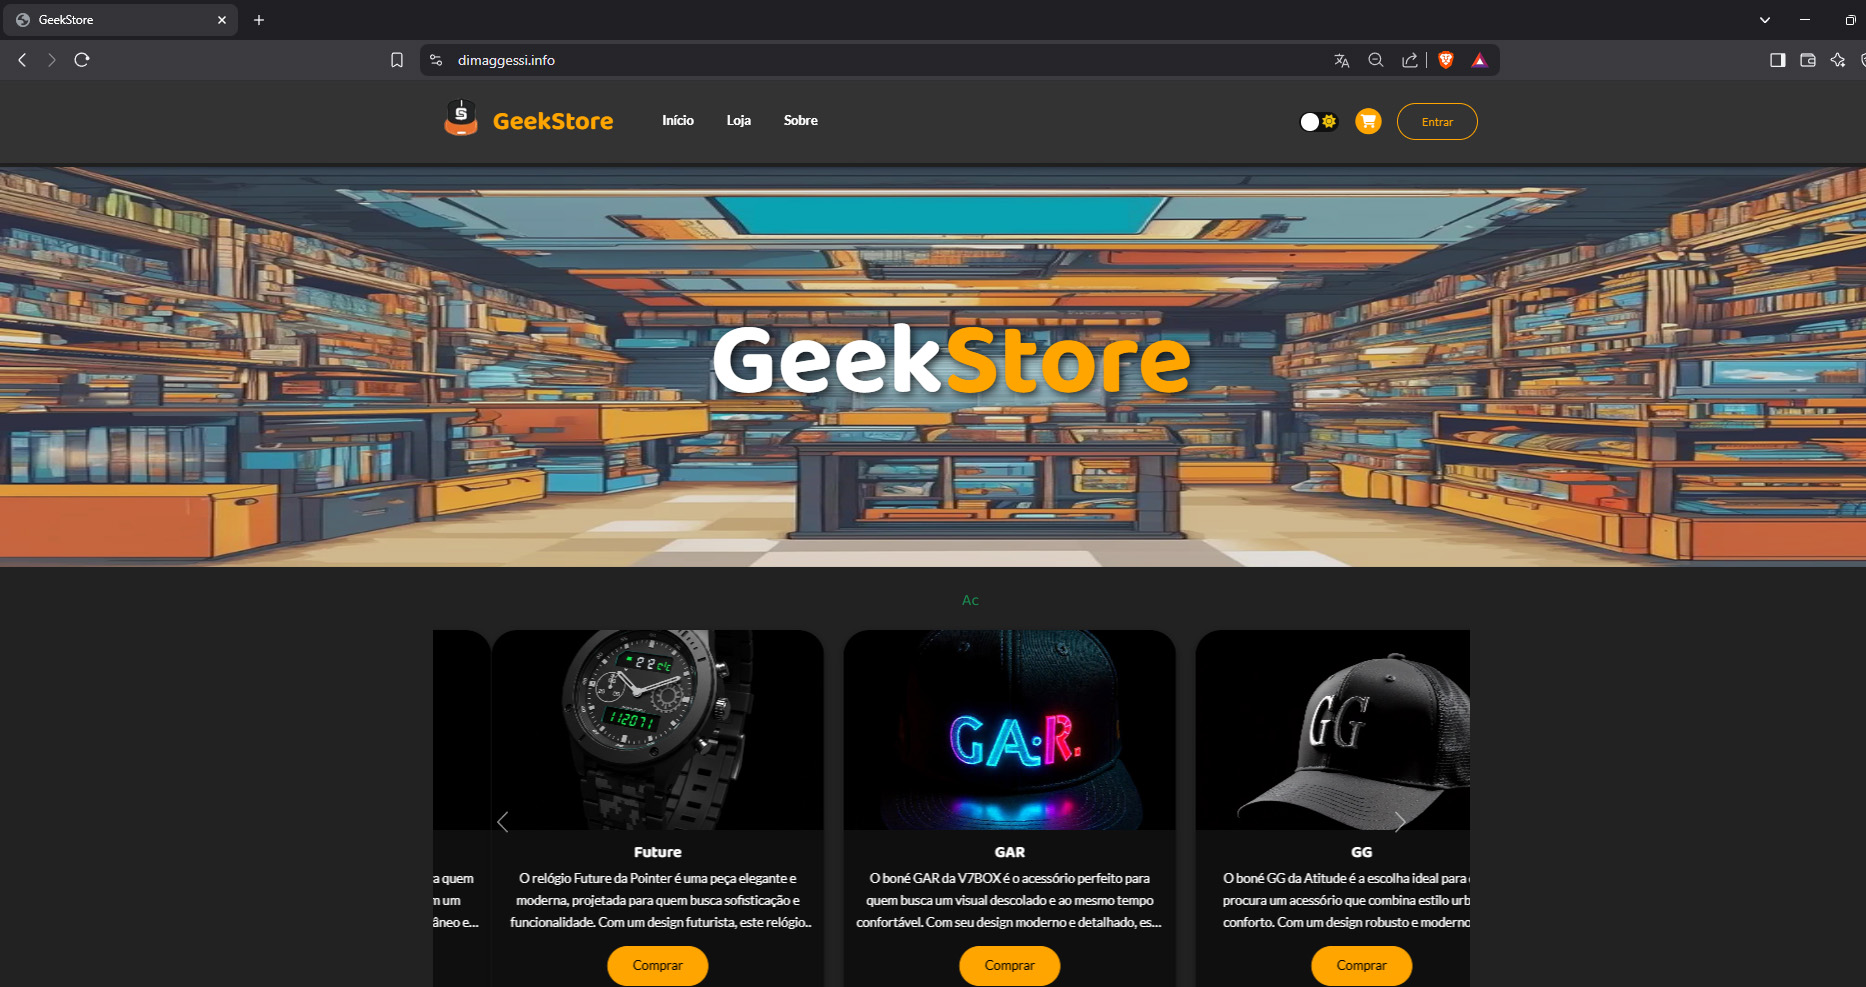 GeekStore
dimaggessi.info
S
GeekStore
Início
Loja
Sobre
Entrar
GeekStore
Ac
22
112071
GAR.
GG
Future
GAR
GG
a quem
O relógio Future da Pointer é uma peça elegante e
O boné GAR da V7BOX é o acessório perfeito para
O boné GG da Atitude é a escolha ideal para
m um
moderna, projetada para quem busca sofisticação e
quem busca um visual descolado e ao mesmo tempo
procura um acessório que combina estilo urb
âneo e...
funcionalidade. Com um design futurista, este relógio..
confortável. Com seu design moderno e detalhado, es...
conforto. Com um design robusto e moderno
Comprar
Comprar
Comprar